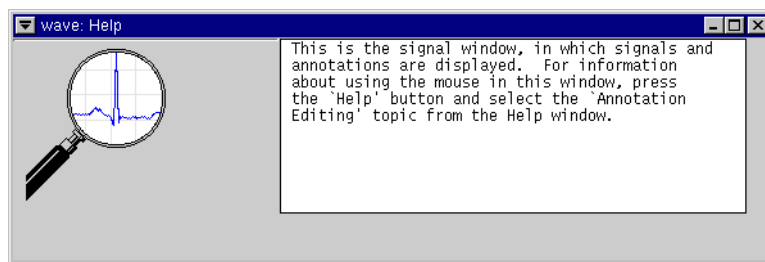 wave: Help
This is the signal window, in which signals and
annotations are displayed.  For information
about using the mouse in this window, press
the `Help' button and select the `Annotation
Editing' topic from the Help window.